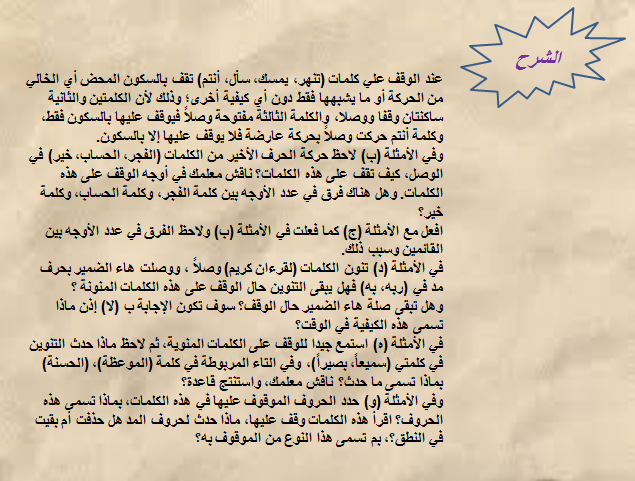 الشرح
عند الوقف علي كلمات (تنهر، يمسك، سأل، أنتم) تقف بالسكون المحض أي الخالي
من الحركة أو ما يشبهها فقط دون أي كيفية أخرى؛ وذلك لأن الكلمتين الأولى والثانية
ساكنتان وقفا ووصلا، والكلمة الثالثة مفتوحة وصلاً فيوقف عليها بالسكون فقط،
وكلمة أنتم حركت وصلاً بحركة عارضة فلا يوقف عليها إلا بالسكون.
وفي الأمثلة (ب) لاحظ حركة الحرف الأخير من الكلمات (الفجر، الحساب، خير) في
الوصل، كيف تقف على هذه الكلمات؟ ناقش معلمك في أوجه الوقف على هذه
الكلمات. وهل هناك فرق في عدد الأوجه بين كلمة الفجر، وكلمة الحساب، وكلمة
خير؟
افعل مع الأمثلة (ج) كما فعلت في الأمثلة (ب) ولاحظ الفرق في عدد الأوجه بين
القائمين وسبب ذلك.
في الأمثلة (د) تنون الكلمات (لقرءان كريم) وصلاً ، ووصلت هاء الضمير بحرف
مد في (ربه، به) فهل يبقى التنوين حال الوقف على هذه الكلمات المنونة ؟
وهل تبقى صلة هاء الضمير حال الوقف؟ سوف تكون الإجابة ب (لا) إذن ماذا
تسمى هذه الكيفية في الوقت؟
في الأمثلة (ه) استمع جيدا للوقف على الكلمات المنوية، ثم لاحظ ماذا حدث التنوين
في كلمتي (سميعاً، بصيراً)، وفي التاء المربوطة في كلمة (الموعظة)، (الحسنة)
بماذا تسمى ما حدث؟ ناقش معلمك، واستنتج قاعدة؟
وفي الأمثلة (و) حدد الحروف الموقوف عليها في هذه الكلمات، بماذا تسمى هذه
الحروف؟ اقرأ هذه الكلمات وقف عليها، ماذا حدث لحروف المد هل حذفت أم بقيت
في النطق؟، بم تسمى هذا النوع من الموقوف به؟